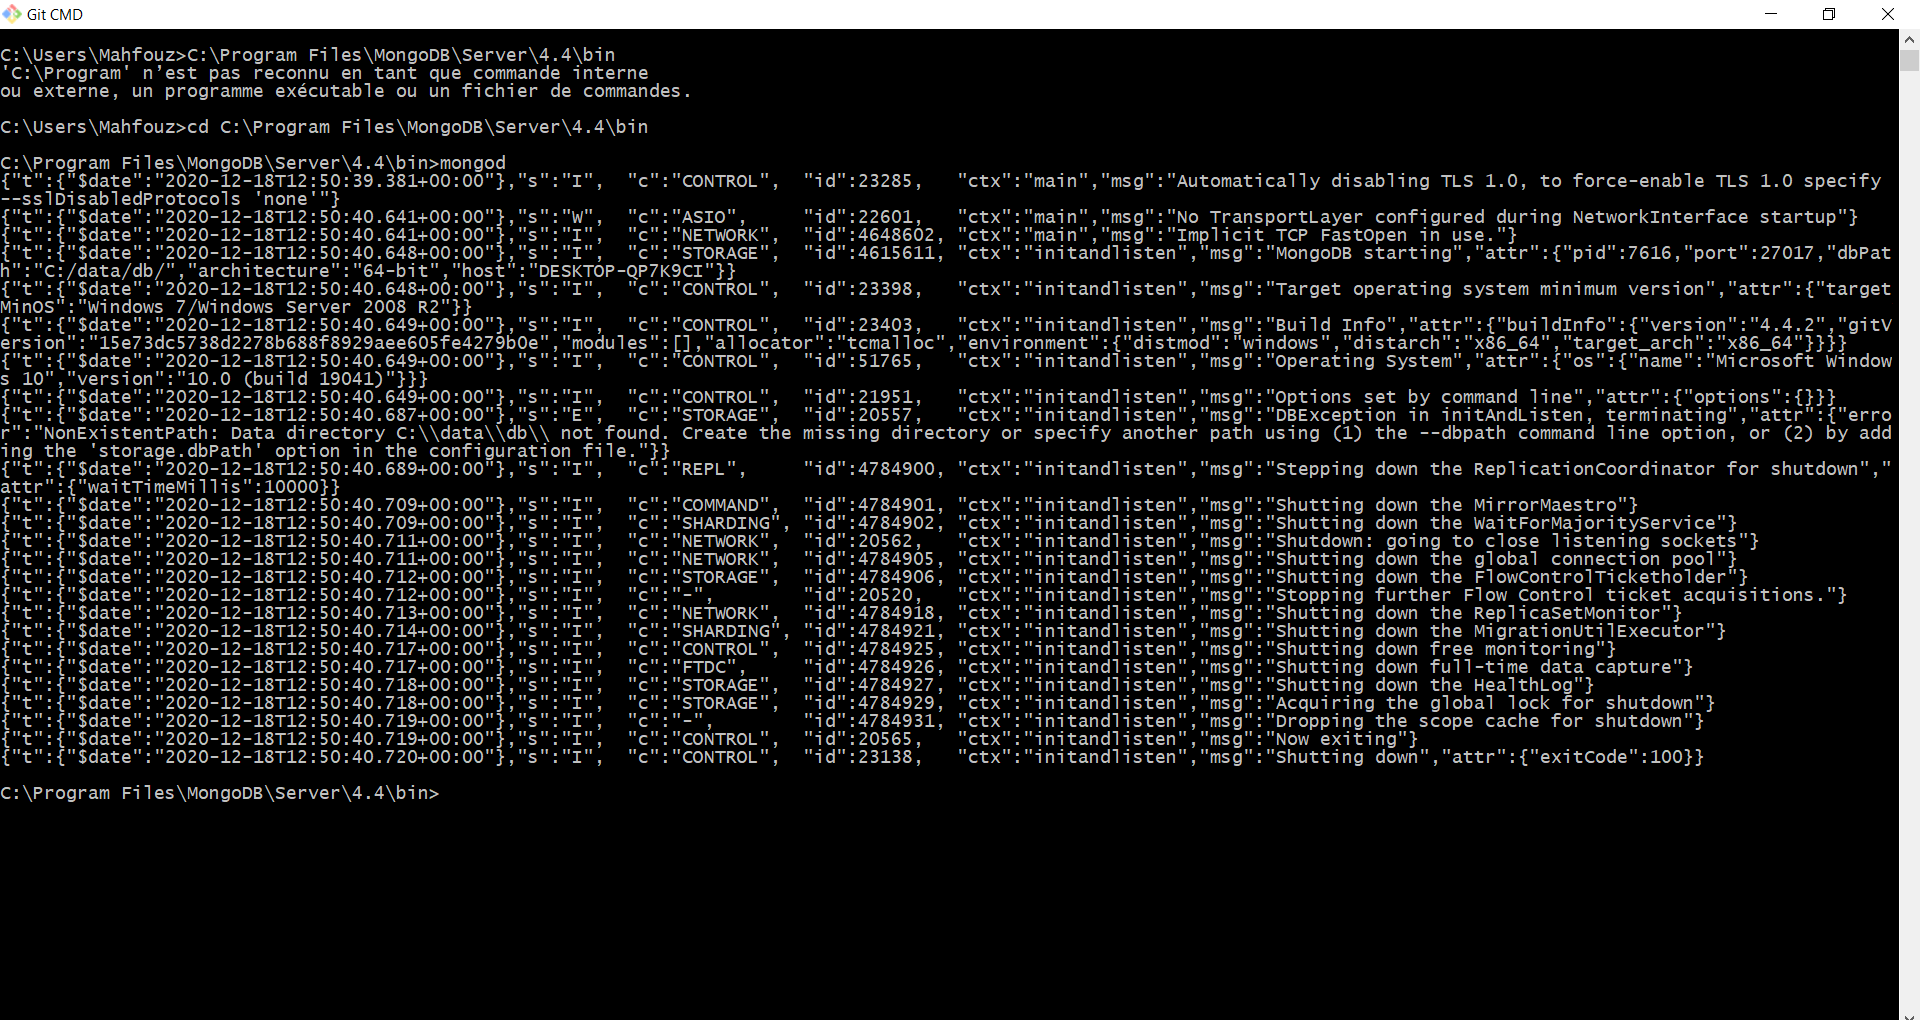 Git CMD
C:\Users\Mahfouz>C:\Program Files\MongoDB\Server\4.4\bin
'C:\Program' n’est pas reconnu en tant que commande interne
ou externe, un programme exécutable ou un fichier de commandes.
C:\Users\Mahfouz>cd C:\Program Files\MongoDB\Server\4.4\bin
C:\Program Files\MongoDB\Server\4.4\bin>mongod
{"t":{"$date":"2020-12-18T12:50:39.381+00:00"},"s":"I",  "c":"CONTROL",  "id":23285,   "ctx":"main","msg":"Automatically disabling TLS 1.0, to force-enable TLS 1.0 specify
--sslDisabledProtocols 'none'"}
{"t":{"$date":"2020-12-18T12:50:40.641+00:00"},"s":"W",  "c":"ASIO",     "id":22601,   "ctx":"main","msg":"No TransportLayer configured during NetworkInterface startup"}
{"t":{"$date":"2020-12-18T12:50:40.641+00:00"},"s":"I",  "c":"NETWORK",  "id":4648602, "ctx":"main","msg":"Implicit TCP FastOpen in use."}
{"t":{"$date":"2020-12-18T12:50:40.648+00:00"},"s":"I",  "c":"STORAGE",  "id":4615611, "ctx":"initandlisten","msg":"MongoDB starting","attr":{"pid":7616,"port":27017,"dbPat
h":"C:/data/db/","architecture":"64-bit","host":"DESKTOP-QP7K9CI"}}
{"t":{"$date":"2020-12-18T12:50:40.648+00:00"},"s":"I",  "c":"CONTROL",  "id":23398,   "ctx":"initandlisten","msg":"Target operating system minimum version","attr":{"target
MinOS":"Windows 7/Windows Server 2008 R2"}}
{"t":{"$date":"2020-12-18T12:50:40.649+00:00"},"s":"I",  "c":"CONTROL",  "id":23403,   "ctx":"initandlisten","msg":"Build Info","attr":{"buildInfo":{"version":"4.4.2","gitV
ersion":"15e73dc5738d2278b688f8929aee605fe4279b0e","modules":[],"allocator":"tcmalloc","environment":{"distmod":"windows","distarch":"x86_64","target_arch":"x86_64"}}}}
{"t":{"$date":"2020-12-18T12:50:40.649+00:00"},"s":"I",  "c":"CONTROL",  "id":51765,   "ctx":"initandlisten","msg":"Operating System","attr":{"os":{"name":"Microsoft Window
s 10","version":"10.0 (build 19041)"}}}
{"t":{"$date":"2020-12-18T12:50:40.649+00:00"},"s":"I",  "c":"CONTROL",  "id":21951,   "ctx":"initandlisten","msg":"Options set by command line","attr":{"options":{}}}
{"t":{"$date":"2020-12-18T12:50:40.687+00:00"},"s":"E",  "c":"STORAGE",  "id":20557,   "ctx":"initandlisten","msg":"DBException in initAndListen, terminating","attr":{"erro
r":"NonExistentPath: Data directory C:\\data\\db\\ not found. Create the missing directory or specify another path using (1) the --dbpath command line option, or (2) by add
ing the 'storage.dbPath' option in the configuration file."}}
{"t":{"$date":"2020-12-18T12:50:40.689+00:00"},"s":"I",  "c":"REPL",     "id":4784900, "ctx":"initandlisten","msg":"Stepping down the ReplicationCoordinator for shutdown","
attr":{"waitTimeMillis":10000}}
{"t":{"$date":"2020-12-18T12:50:40.709+00:00"},"s":"I",  "c":"COMMAND",  "id":4784901, "ctx":"initandlisten","msg":"Shutting down the MirrorMaestro"}
{"t":{"$date":"2020-12-18T12:50:40.709+00:00"},"s":"I",  "c":"SHARDING", "id":4784902, "ctx":"initandlisten","msg":"Shutting down the WaitForMajorityService"}
{"t":{"$date":"2020-12-18T12:50:40.711+00:00"},"s":"I",  "c":"NETWORK",  "id":20562,   "ctx":"initandlisten","msg":"Shutdown: going to close listening sockets"}
{"t":{"$date":"2020-12-18T12:50:40.711+00:00"},"s":"I",  "c":"NETWORK",  "id":4784905, "ctx":"initandlisten","msg":"Shutting down the global connection pool"}
{"t":{"$date":"2020-12-18T12:50:40.712+00:00"},"s":"I",  "c":"STORAGE",  "id":4784906, "ctx":"initandlisten","msg":"Shutting down the FlowControlTicketholder"}
{"t":{"$date":"2020-12-18T12:50:40.712+00:00"},"s":"I",  "c":"-",        "id":20520,   "ctx":"initandlisten","msg":"Stopping further Flow Control ticket acquisitions."}
{"t":{"$date":"2020-12-18T12:50:40.713+00:00"},"s":"I",  "c":"NETWORK",  "id":4784918, "ctx":"initandlisten","msg":"Shutting down the ReplicaSetMonitor"}
{"t":{"$date":"2020-12-18T12:50:40.714+00:00"},"s":"I",  "c":"SHARDING", "id":4784921, "ctx":"initandlisten","msg":"Shutting down the MigrationUtilExecutor"}
{"t":{"$date":"2020-12-18T12:50:40.717+00:00"},"s":"I",  "c":"CONTROL",  "id":4784925, "ctx":"initandlisten","msg":"Shutting down free monitoring"}
{"t":{"$date":"2020-12-18T12:50:40.717+00:00"},"s":"I",  "c":"FTDC",     "id":4784926, "ctx":"initandlisten","msg":"Shutting down full-time data capture"}
{"t":{"$date":"2020-12-18T12:50:40.718+00:00"},"s":"I",  "c":"STORAGE",  "id":4784927, "ctx":"initandlisten","msg":"Shutting down the HealthLog"}
{"t":{"$date":"2020-12-18T12:50:40.718+00:00"},"s":"I",  "c":"STORAGE",  "id":4784929, "ctx":"initandlisten","msg":"Acquiring the global lock for shutdown"}
{"t":{"$date":"2020-12-18T12:50:40.719+00:00"},"s":"I",  "c":"-",        "id":4784931, "ctx":"initandlisten","msg":"Dropping the scope cache for shutdown"}
{"t":{"$date":"2020-12-18T12:50:40.719+00:00"},"s":"I",  "c":"CONTROL",  "id":20565,   "ctx":"initandlisten","msg":"Now exiting"}
{"t":{"$date":"2020-12-18T12:50:40.720+00:00"},"s":"I",  "c":"CONTROL",  "id":23138,   "ctx":"initandlisten","msg":"Shutting down","attr":{"exitCode":100}}
C:\Program Files\MongoDB\Server\4.4\bin>